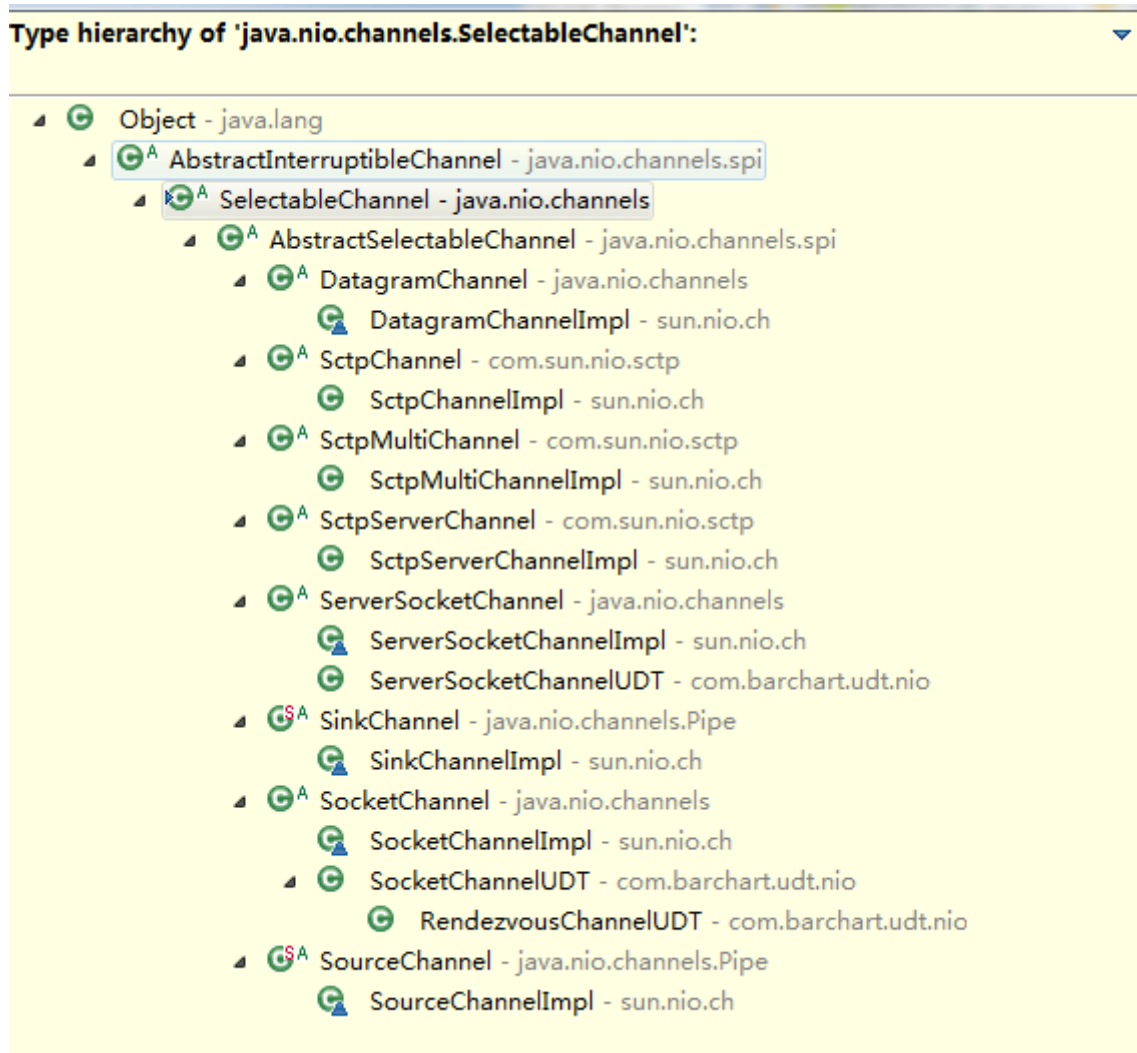 Type hierarchy of 'java.nio.channels.SelectableChannel':
Object - java.lang
A AbstractInterruptibleChannel - java.nio.channels.spi
A SelectableChannel - java.nio.channels
A AbstractSelectableChannel - java.nio.channels.spi
A DatagramChannel - java.nio.channels
DatagramChannelImpl - sun.nio.ch
A SctpChannel - com.sun.nio.sctp
SctpChannelImpl - sun.nio.ch
A SctpMultiChannel - com.sun.nio.sctp
SctpMultiChannelImpl - sun.nio.ch
A SctpServerChannel - com.sun.nio.sctp
SctpServerChannelImpl - sun.nio.ch
A ServerSocketChannel - java.nio.channels
ServerSocketChannelImpl - sun.nio.ch
ServerSocketChannelUDT - com.barchart.udt.nio
S A SinkChannel - java.nio.channels.Pipe
SinkChannelImpl - sun.nio.ch
A SocketChannel - java.nio.channels
SocketChannelImpl - sun.nio.ch
SocketChannelUDT - com.barchart.udt.nio
RendezvousChannelUDT - com.barchart.udt.nio
S A SourceChannel - java.nio.channels.Pipe
SourceChannelImpl - sun.nio.ch